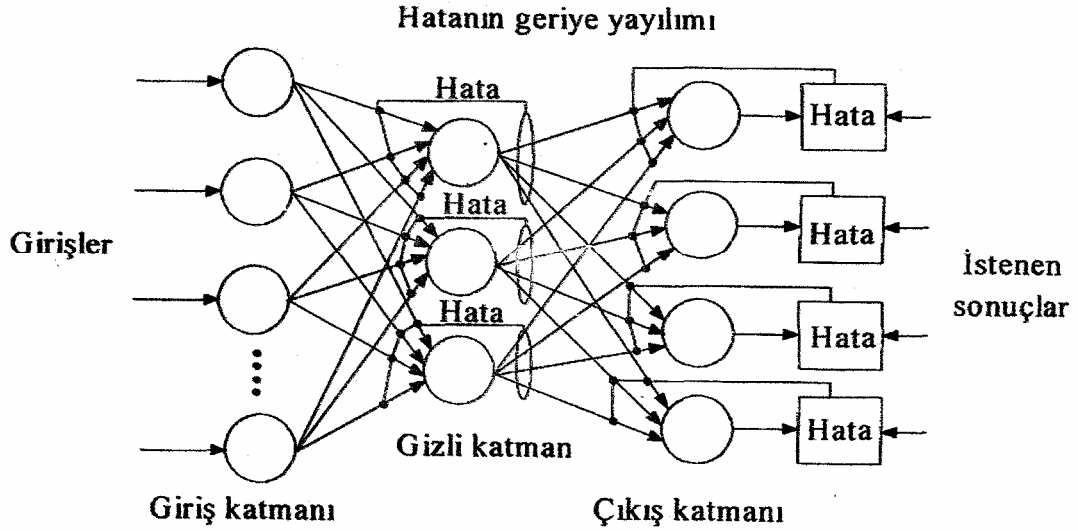 Hatanın geriye yayılımı
Hata
Hata
Hata
Hata
Hata
Hata
Hata
Girişler
İstenen
sonuçlar
Gizli katman
Giriş katmanı
Çıkış katmanı